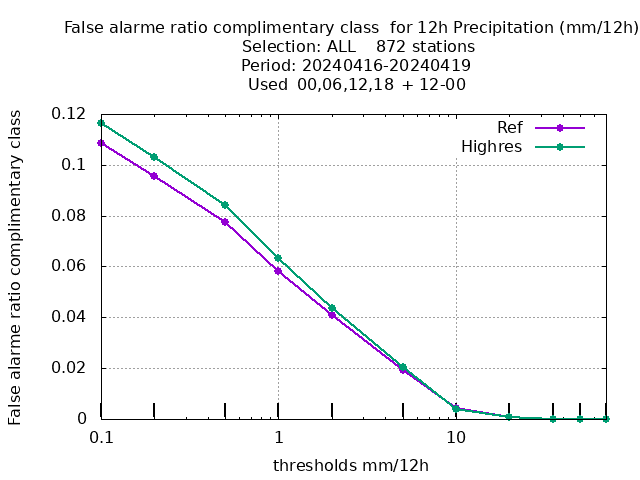 False alarme ratio complimentary class  for 12h Precipitation (mm/12h)
Selection: ALL    872 stations
Period: 20240416-20240419
Used  00,06,12,18  + 12-00
False alarme ratio complimentary class
0.12
0.1
0.08
0.06
0.04
0.02
0
Ref
Highres
0.1
1
10
thresholds mm/12h